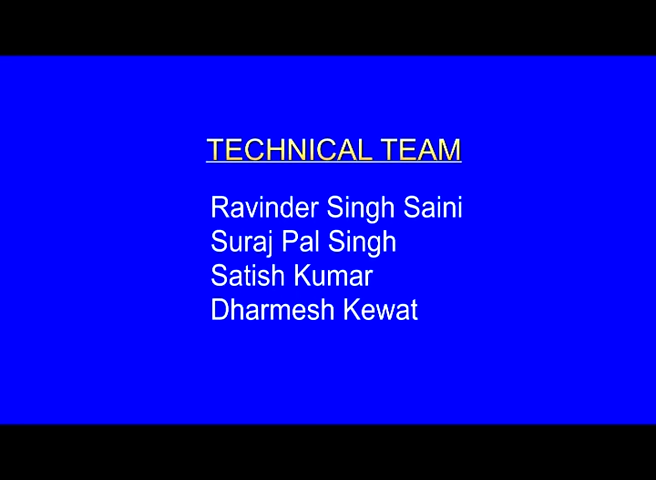 TECHNICAL TEAM
Ravinder Singh Saini
Suraj Pal Singh
Satish Kumar
Dharmesh Kewat